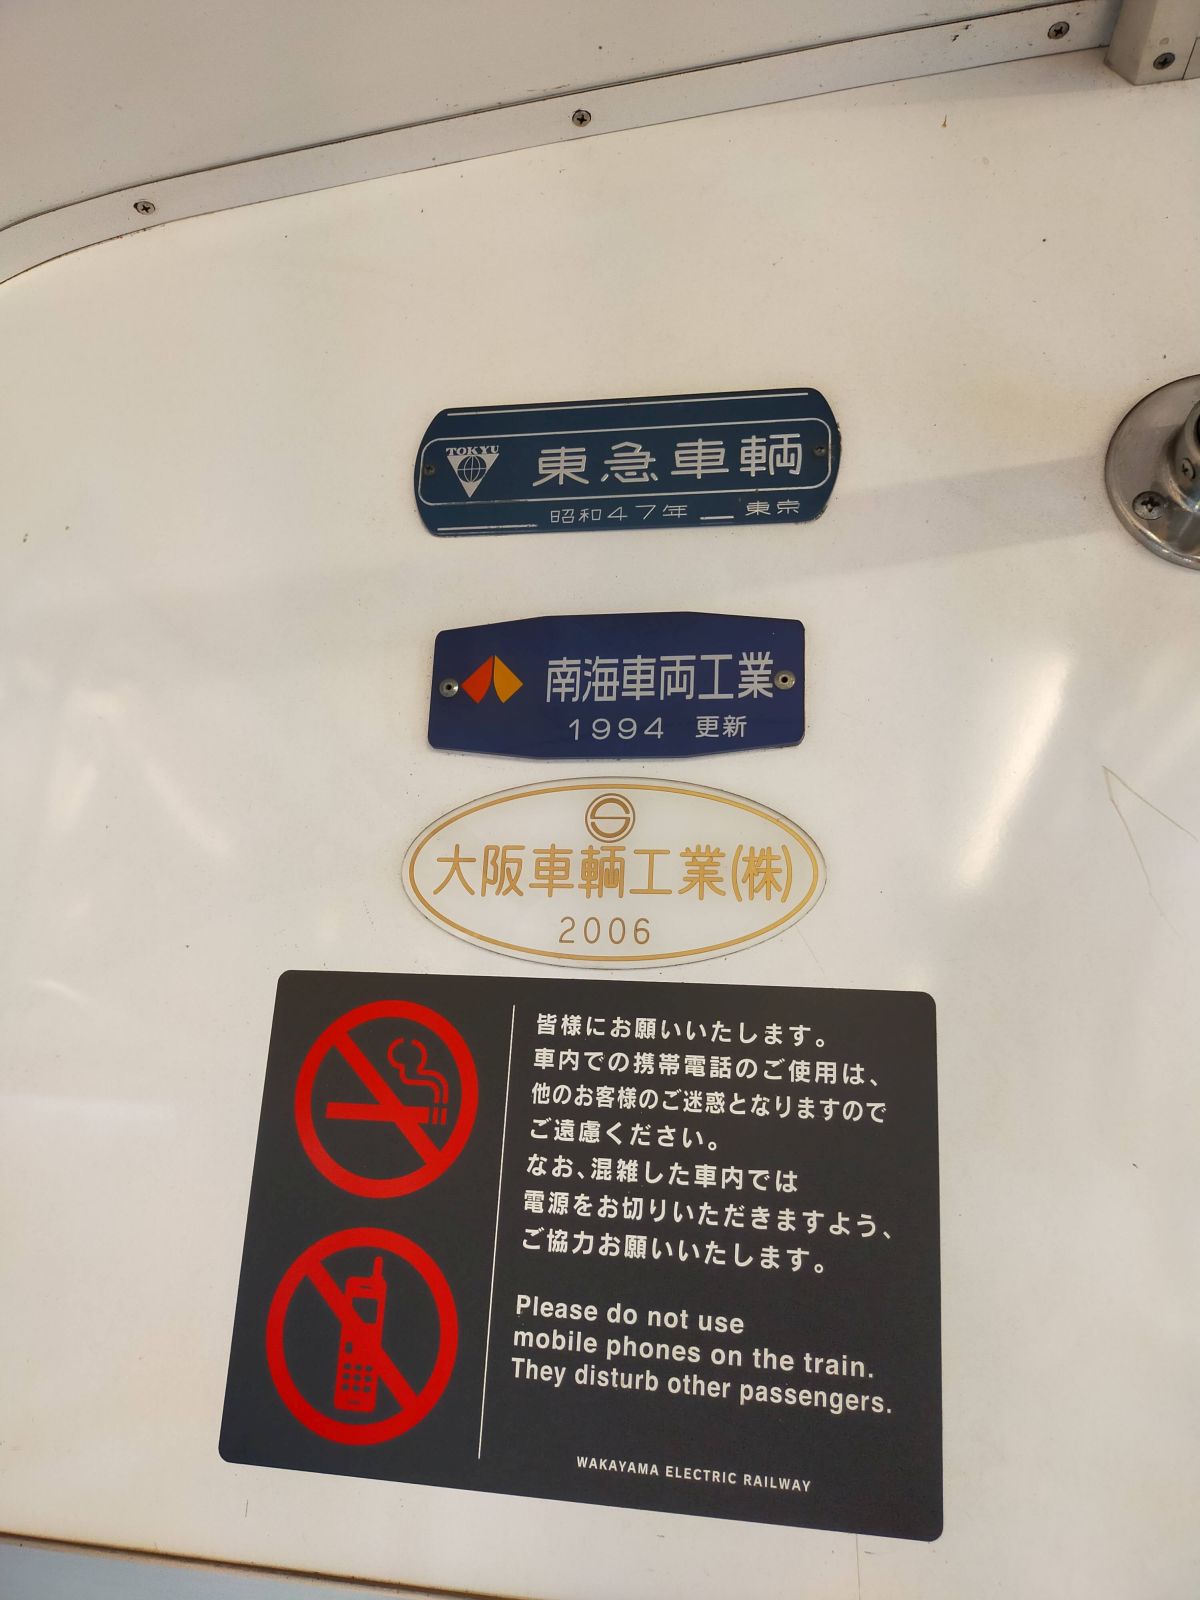 TOKYU
東急車輌
昭和47年 東京
南海車両工業
1994 更新
大阪車輌工業(株)
2006
皆様にお願いいたします。
車内での携帯電話のご使用は、
他のお客様のご迷惑となりますので
ご遠慮ください。
なお、混雑した車内では
電源をお切りいただきますよう、
ご協力お願いいたします。
Please do not use
mobile phones on the train.
They disturb other passengers.
WAKAYAMA ELECTRIC RAILWAY